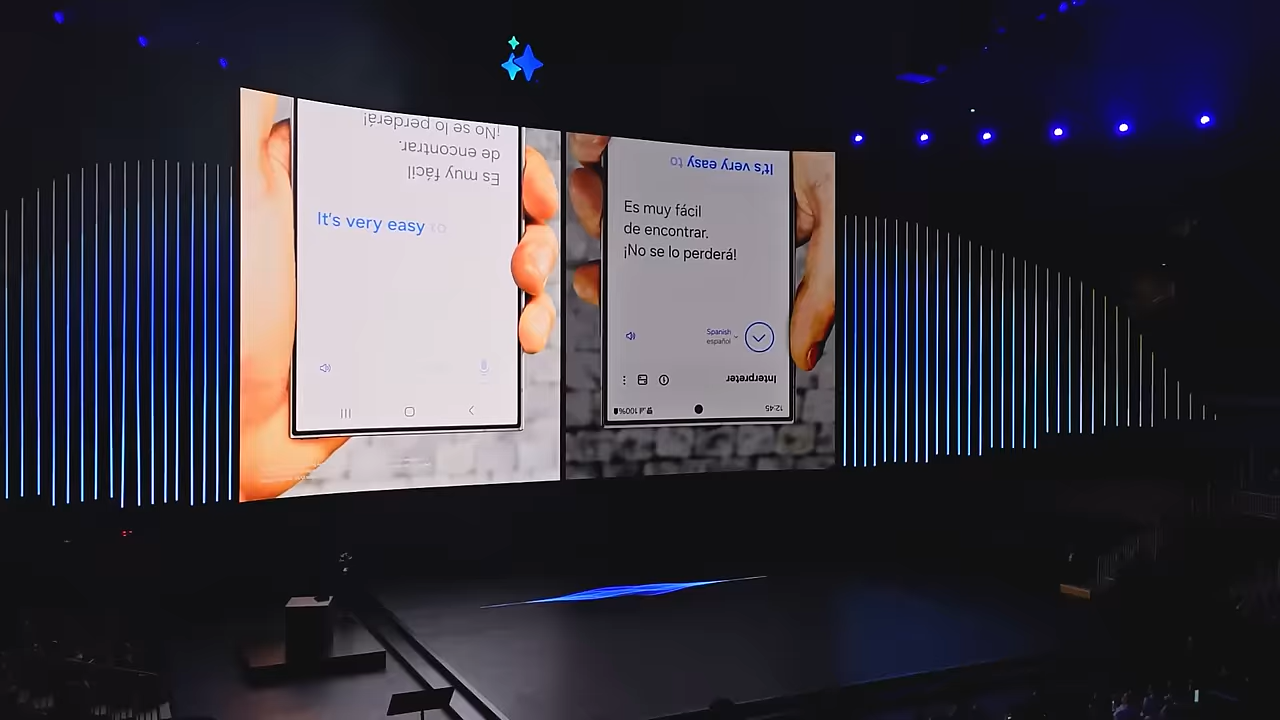 ¡No se lo perderá!
de encontrar.
Es muy fácil
It's very easy to
It's very easy to
Es muy fácil
de encontrar.
¡No se lo perderá!
Spanish
español
Interpreter
12:45
100%